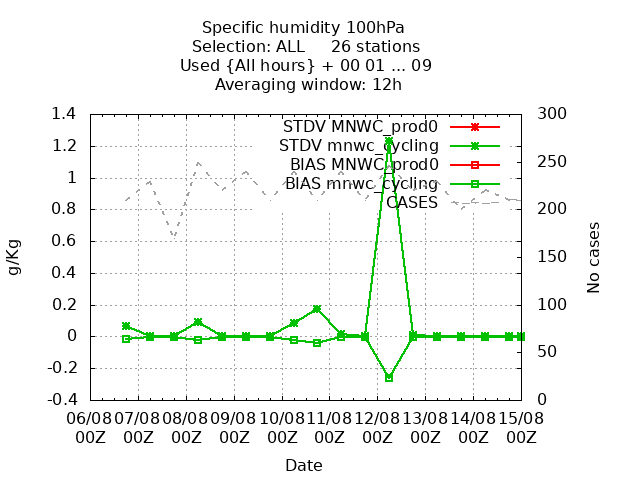 Specific humidity 100hPa
Selection: ALL     26 stations
Used {All hours} + 00 01 ... 09
Averaging window: 12h
STDV MNWC_prod0
STDV mnwc_cycling
BIAS MNWC_prod0
BIAS mnwc_cycling
CASES
1.4
1.2
1
0.8
0.6
0.4
0.2
0
-0.2
-0.4
g/Kg
300
250
200
150
100
50
0
No cases
06/08 07/08 08/08 09/08 10/08 11/08 12/08 13/08 14/08 15/08
00Z 00Z 00Z 00Z 00Z 00Z 00Z 00Z 00Z 00Z
Date